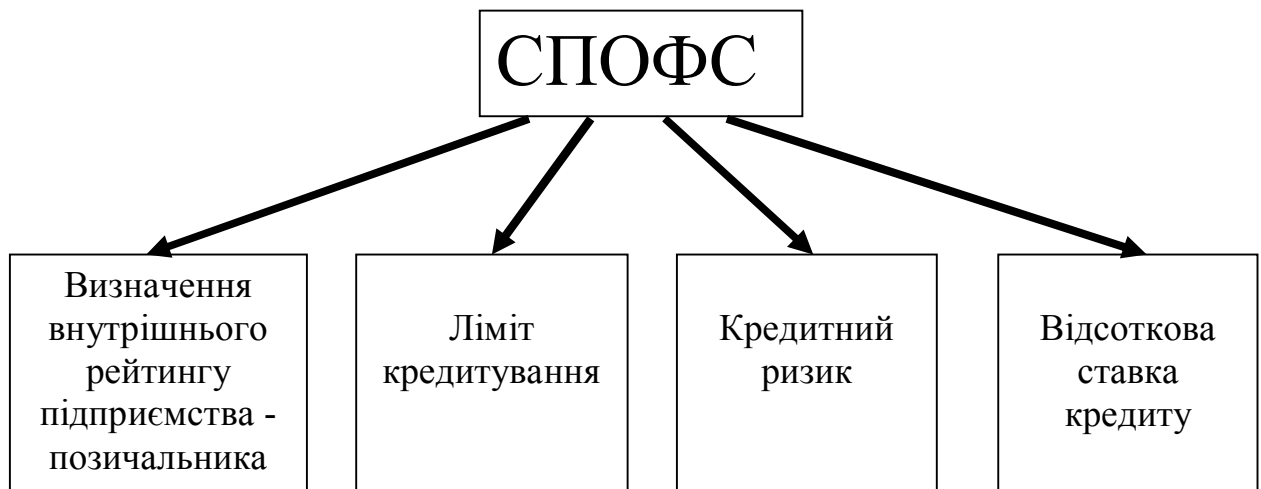 СПОФС
Визначення
внутрішнього
рейтингу
підприємства -
позичальника
Ліміт
кредитування
Кредитний
ризик
Відсоткова
ставка
кредиту